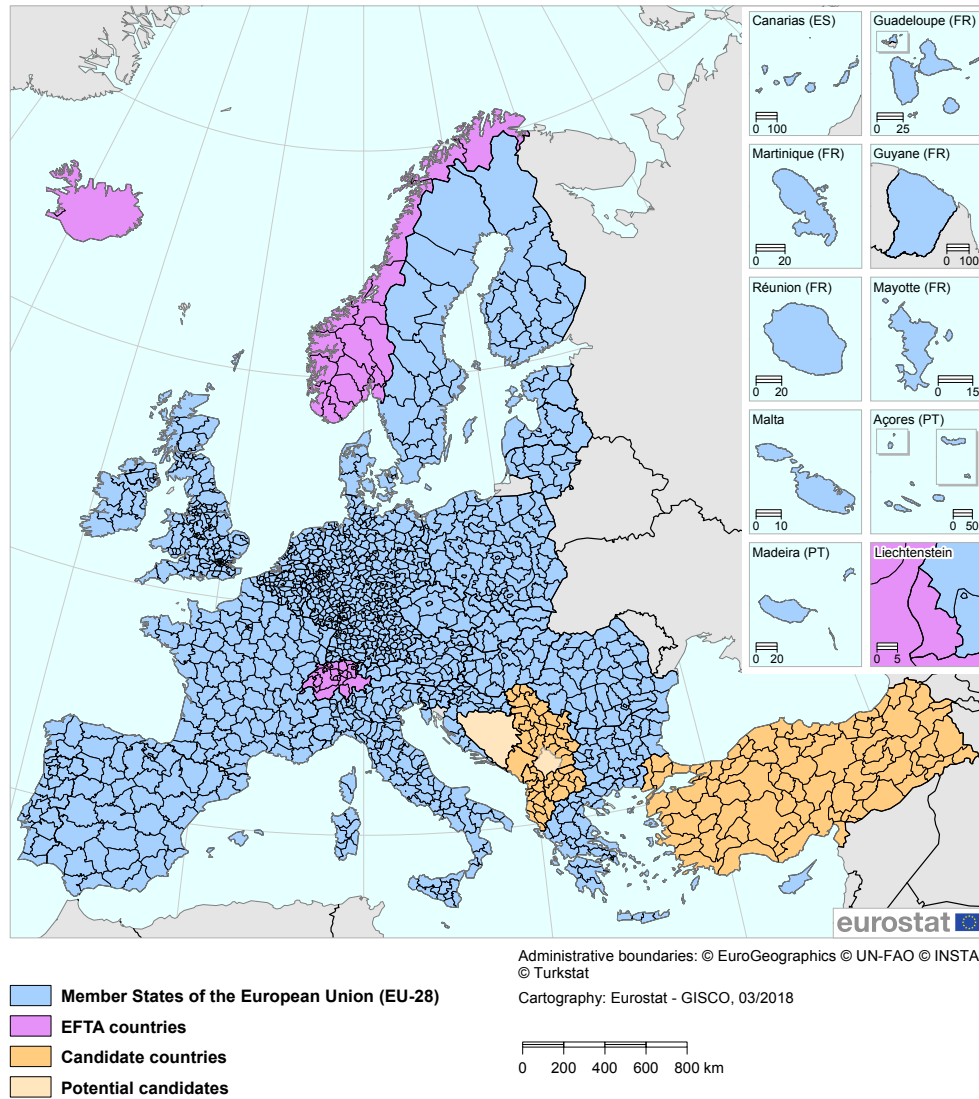 Canarias (ES)
0 100
Guadeloupe (FR)
0 25
Martinique (FR)
0 20
Guyane (FR)
0 100
Réunion (FR)
0 20
Mayotte (FR)
0 15
Malta
0 10
Açores (PT)
0 50
Madeira (PT)
0 20
Liechtenstein
0 5
eurostat
Administrative boundaries: © EuroGeographics © UN-FAO © INSTA
© Turkstat
Cartography: Eurostat - GISCO, 03/2018
0 200 400 600 800 km
Member States of the European Union (EU-28)
EFTA countries
Candidate countries
Potential candidates